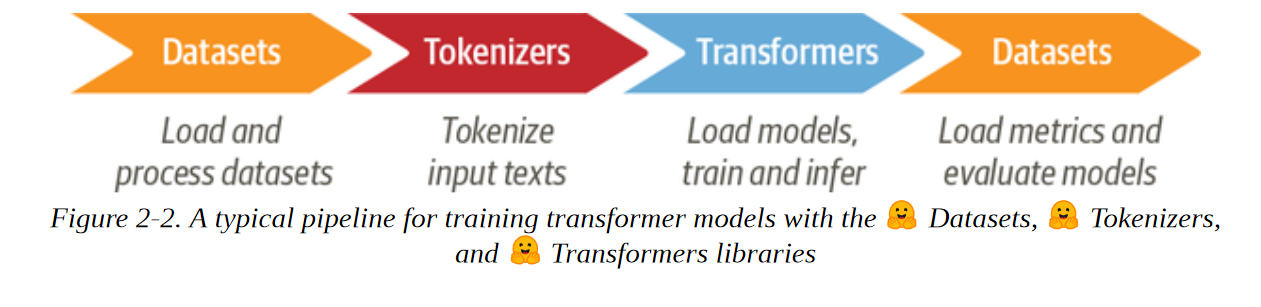 Datasets
Tokenizers
Transformers
Datasets
Load and
process datasets
Tokenize
input texts
Load models,
train and infer
Load metrics and
evaluate models
Figure 2-2. A typical pipeline for training transformer models with the 🤗 Datasets, 🤗 Tokenizers,
and 🤗 Transformers libraries